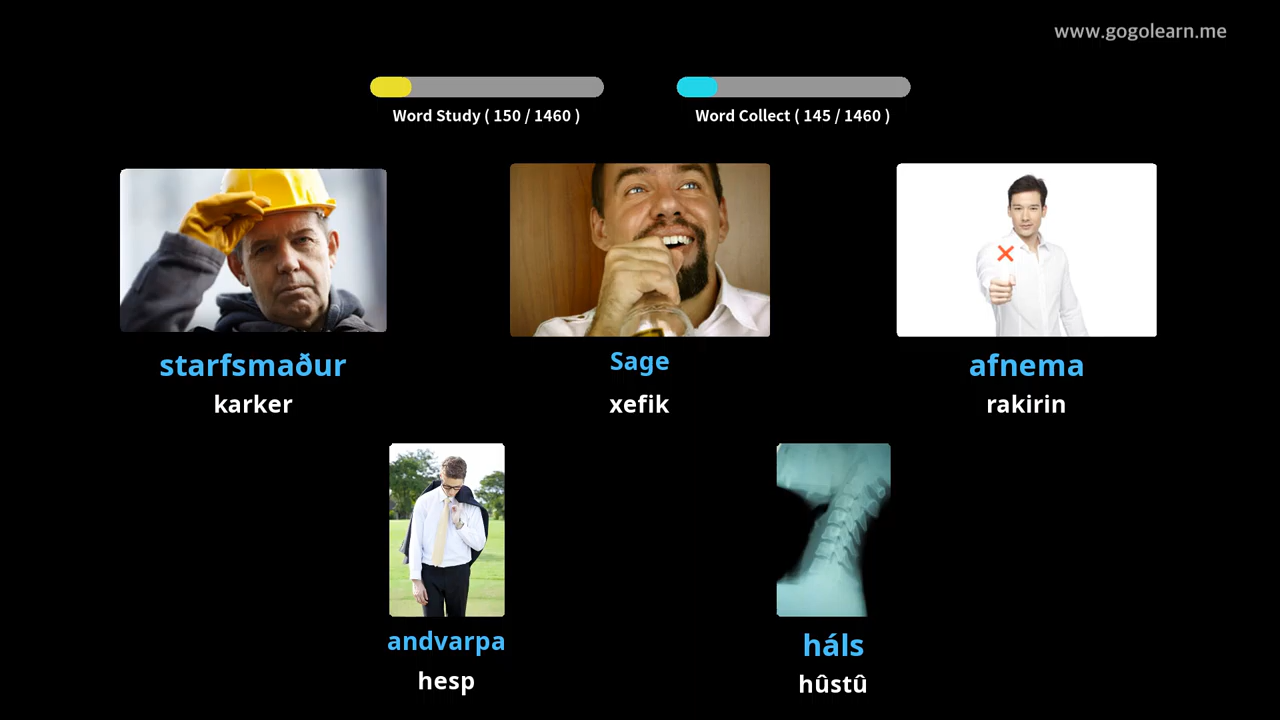 www.gogolearn.me
Word Study ( 150 / 1460 )
Word Collect ( 145 / 1460 )
starfsmaður
karker
Sage
xefik
afnema
rakirin
andvarpa
hesp
háls
hûstû